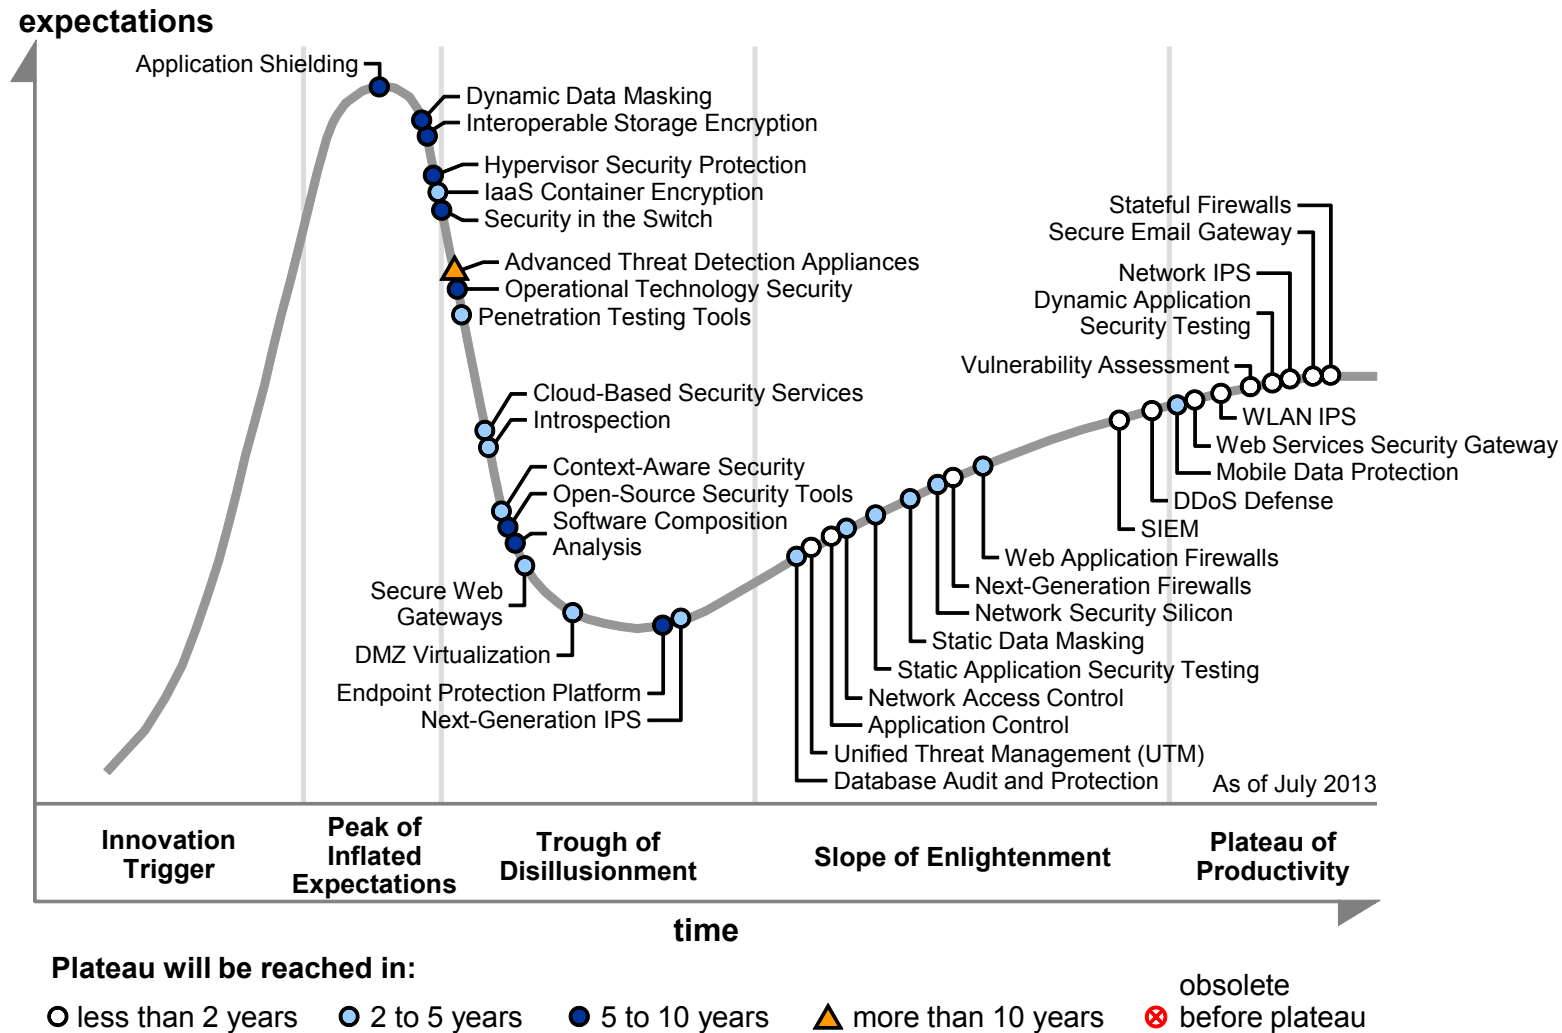 expectations
Application Shielding
Dynamic Data Masking
Interoperable Storage Encryption
Hypervisor Security Protection
IaaS Container Encryption
Security in the Switch
Advanced Threat Detection Appliances
Operational Technology Security
Penetration Testing Tools
Cloud-Based Security Services
Introspection
Context-Aware Security
Open-Source Security Tools
Software Composition
Analysis
Secure Web
Gateways
DMZ Virtualization
Endpoint Protection Platform
Next-Generation IPS
Stateful Firewalls
Secure Email Gateway
Network IPS
Dynamic Application
Security Testing
Vulnerability Assessment
WLAN IPS
Web Services Security Gateway
Mobile Data Protection
DDoS Defense
SIEM
Web Application Firewalls
Next-Generation Firewalls
Network Security Silicon
Static Data Masking
Static Application Security Testing
Network Access Control
Application Control
Unified Threat Management (UTM)
Database Audit and Protection
As of July 2013
Innovation
Trigger
Peak of
Inflated
Expectations
Trough of
Disillusionment
Slope of Enlightenment
Plateau of
Productivity
time
Plateau will be reached in:
less than 2 years
2 to 5 years
5 to 10 years
more than 10 years
obsolete
before plateau